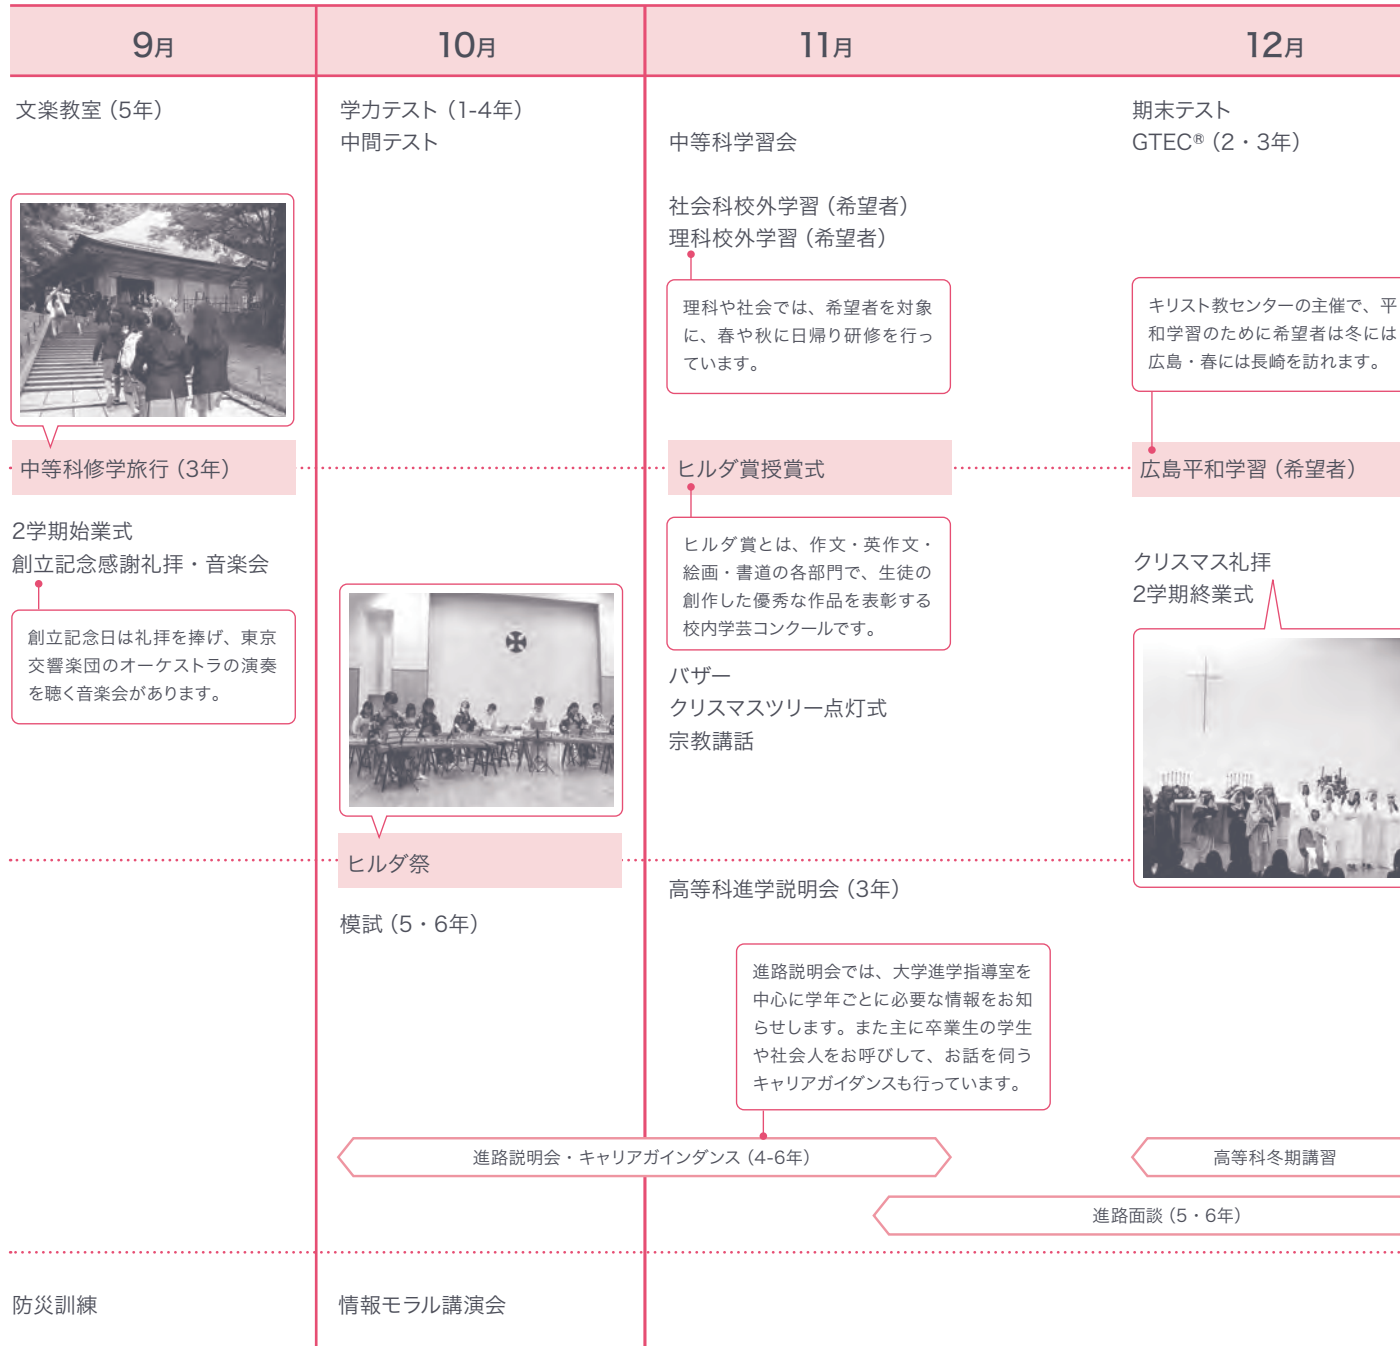 9月
文楽教室（5年）
中等科修学旅行（3年）
2学期始業式
創立記念感謝礼拝・音楽会
創立記念日は礼拝を捧げ、東京
交響楽団のオーケストラの演奏
を聴く音楽会があります。
防災訓練
10月
学力テスト（1-4年）
中間テスト
ヒルダ祭
模試（5・6年）
進路説明会・キャリアガインダンス（4-6年）
情報モラル講演会
11月
中等科学習会
社会科校外学習（希望者）
理科校外学習（希望者）
理科や社会では、希望者を対象
に、春や秋に日帰り研修を行っ
ています。
ヒルダ賞授賞式
ヒルダ賞とは、作文・英作文・
絵画・書道の各部門で、生徒の
創作した優秀な作品を表彰する
校内学芸コンクールです。
バザー
クリスマスツリー点灯式
宗教講話
高等科進学説明会（3年）
進路説明会では、大学進学指導室を
中心に学年ごとに必要な情報をお知
らせします。また主に卒業生の学生
や社会人をお呼びして、お話を伺う
キャリアガイダンスも行っています。
12月
期末テスト
GTEC®（2・3年）
キリスト教センターの主催で、平
和学習のために希望者は冬には
広島・春には長崎を訪れます。
広島平和学習（希望者）
クリスマス礼拝
2学期終業式
高等科冬期講習
進路面談（5・6年）